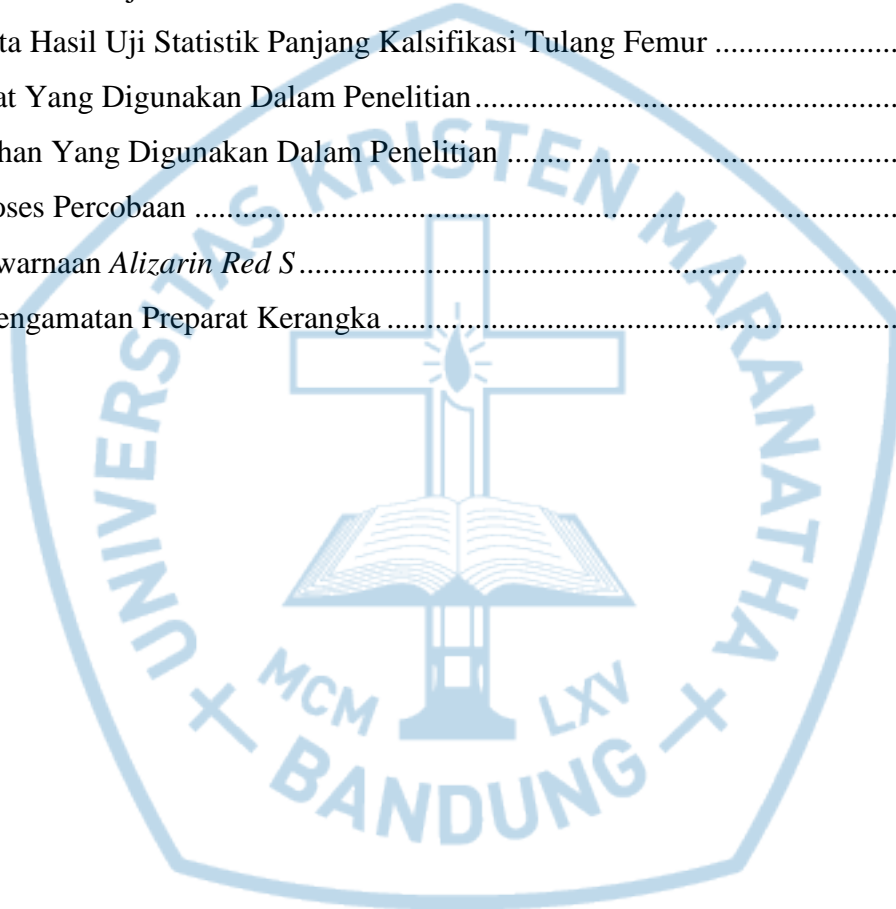 ta Hasil Uji Statistik Panjang Kalsifikasi Tulang Femur ........................
at Yang Digunakan Dalam Penitian ........................
han Yang Digunakan Dalam Penelitian ........................
oses Percobaan ........................
warnaan Alizarin Red S ........................
engamatan Preparat Kerangka ........................
UNIVERSITAS KRISTEN MARANATHA
MCM LXV
BANDUNG